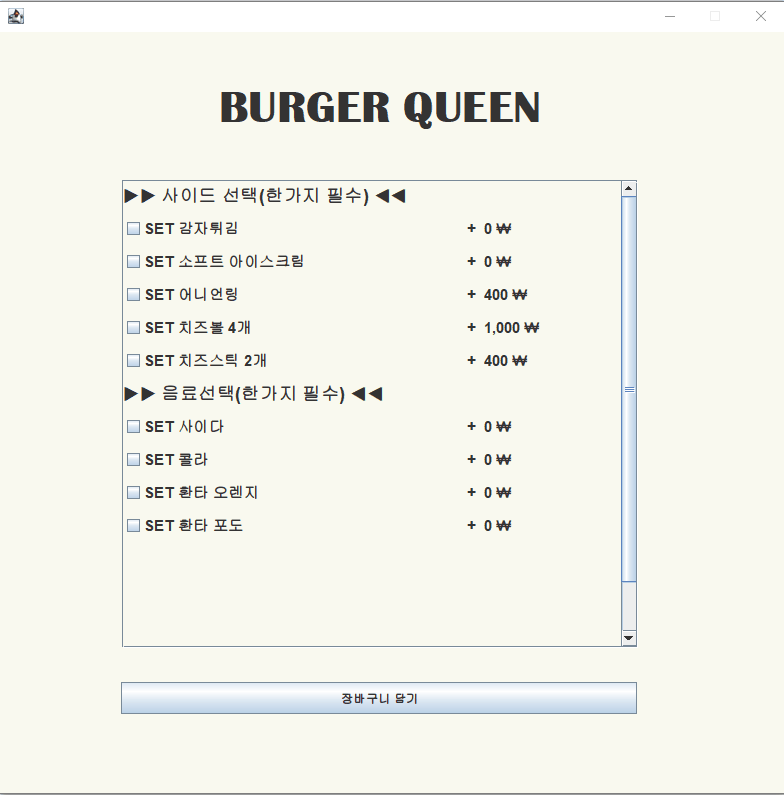 BURGER QUEEN
▶▶ 사이드 선택(한가지 필수) ◀◀
SET 감자튀김 + 0 ₩
SET 소프트 아이스크림 + 0 ₩
SET 어니언링 + 400 ₩
SET 치즈볼 4개 + 1,000 ₩
SET 치즈스틱 2개 + 400 ₩
▶▶ 음료선택(한가지 필수) ◀◀
SET 사이다 + 0 ₩
SET 콜라 + 0 ₩
SET 환타 오렌지 + 0 ₩
SET 환타 포도 + 0 ₩
장바구니 담기